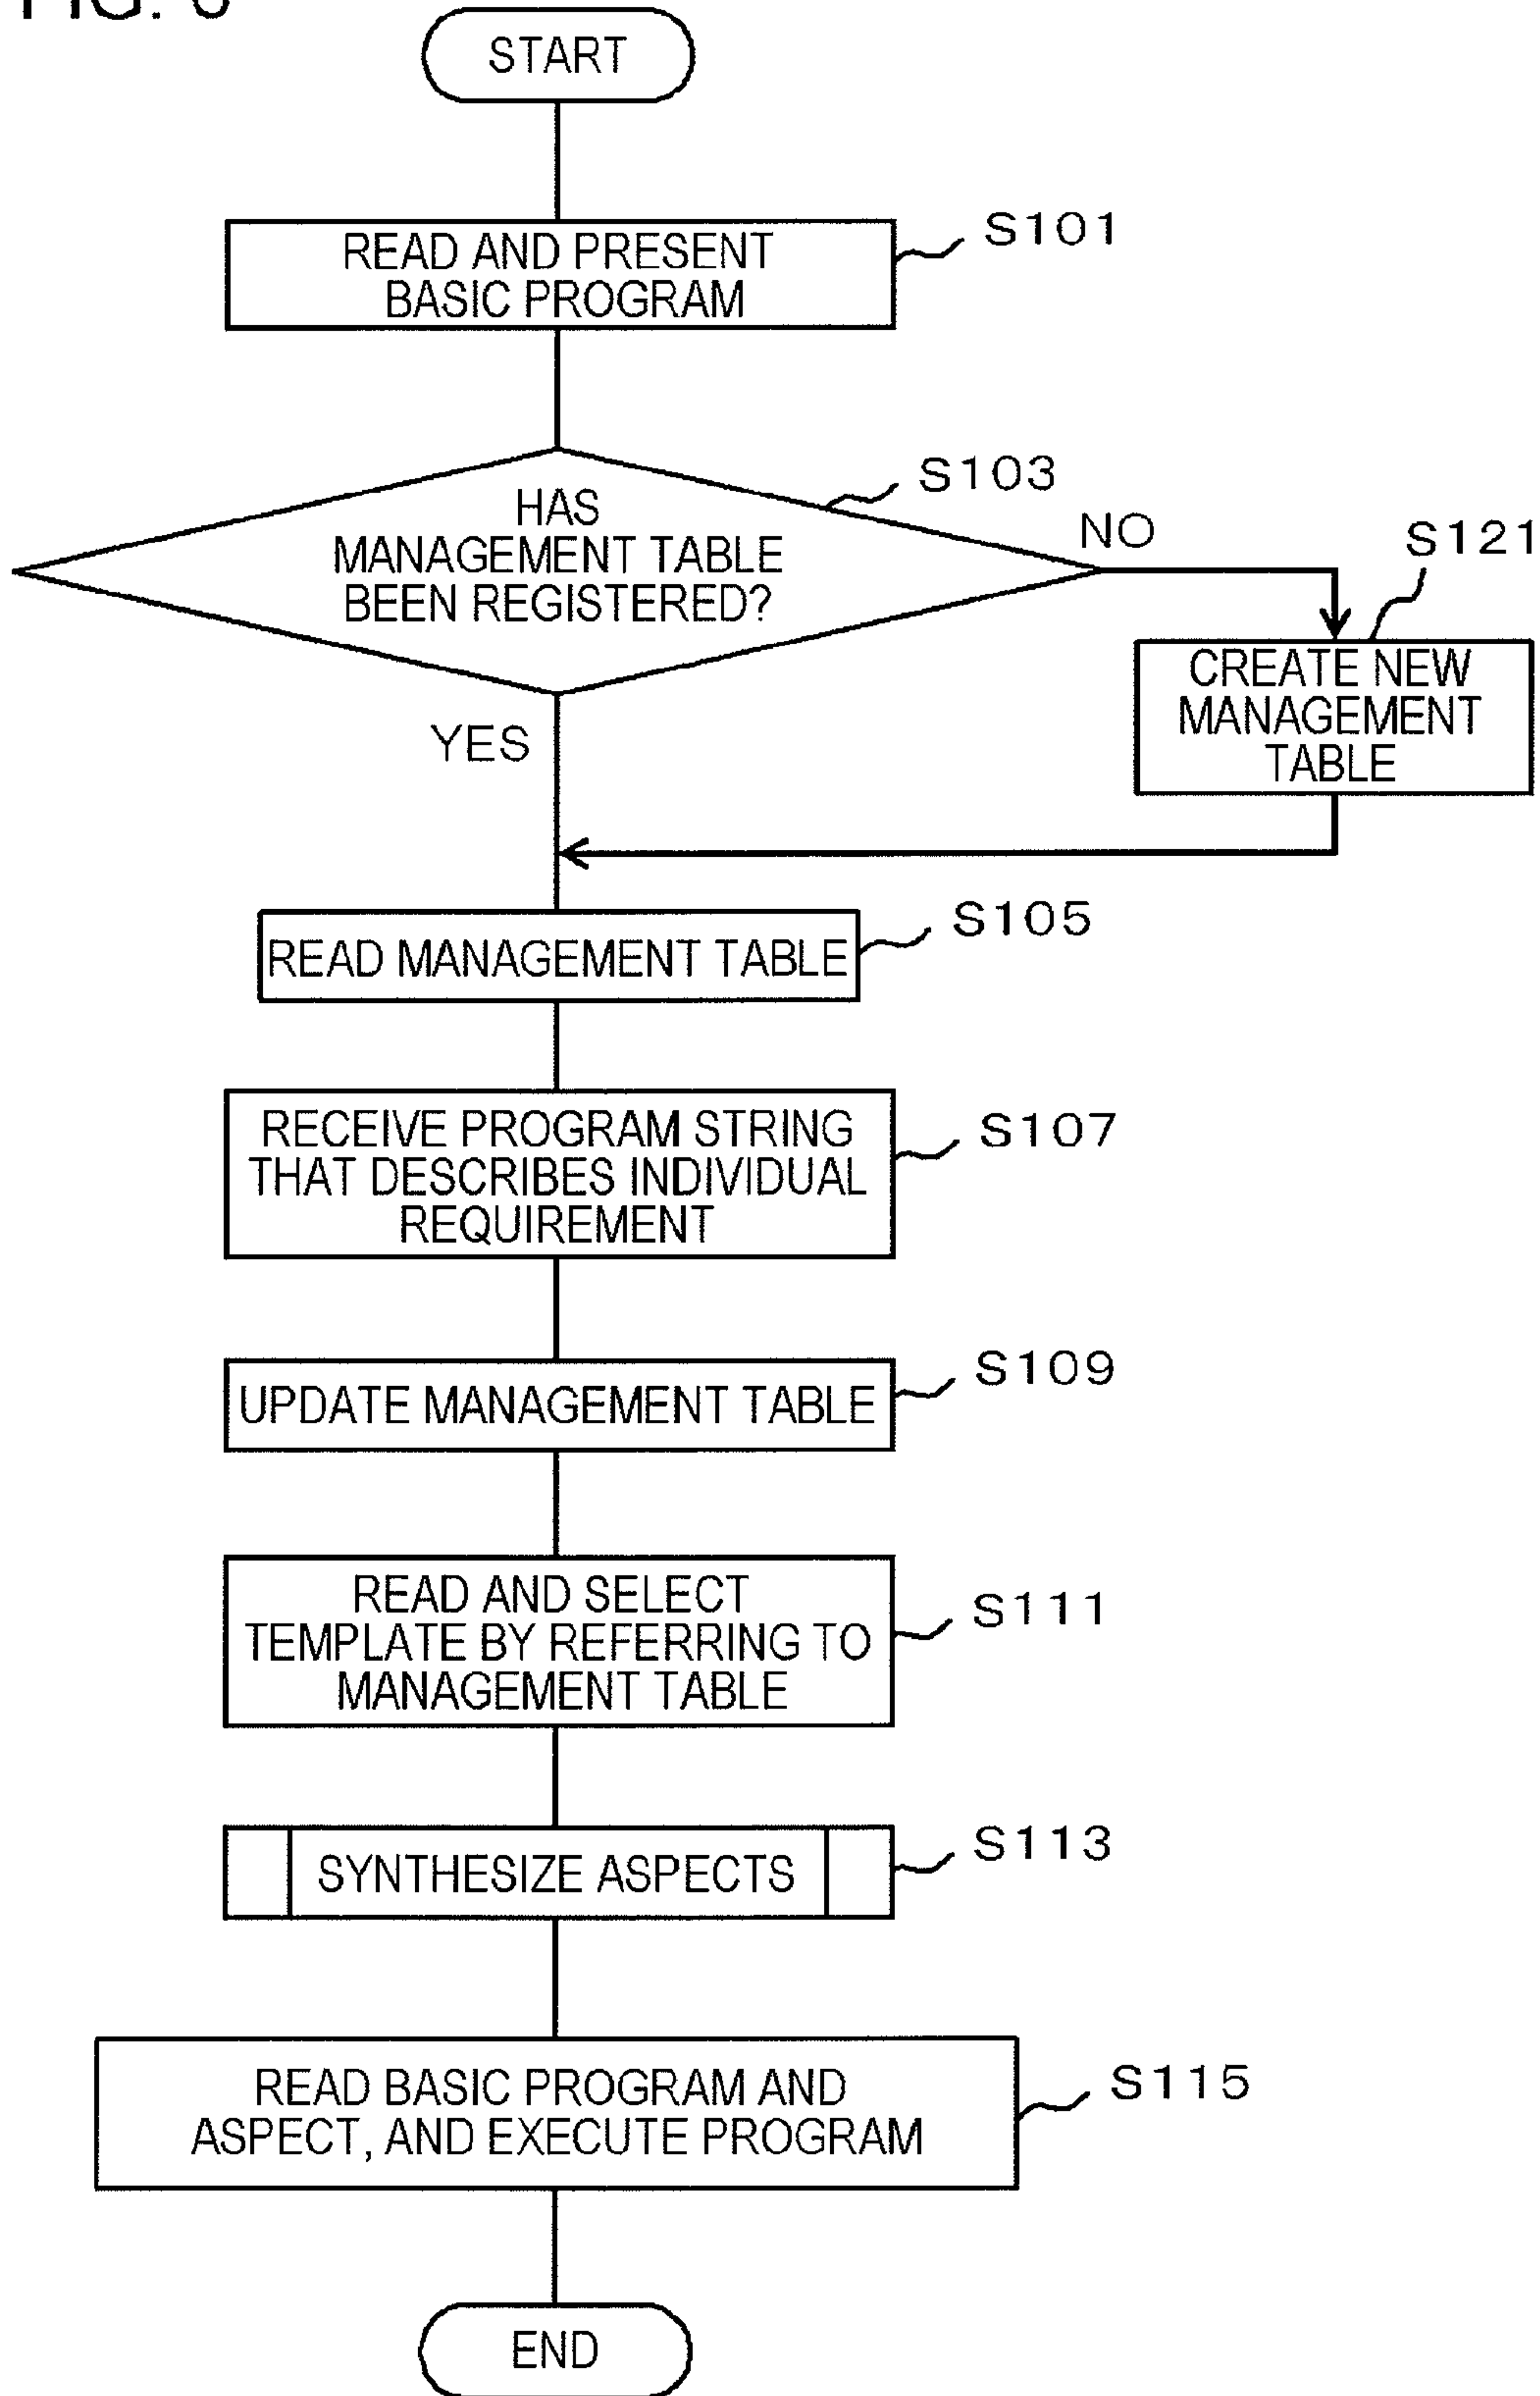 START
READ AND PRESENT
BASIC PROGRAM
S101
HAS
MANAGEMENT TABLE
BEEN REGISTERED?
S103
NO
S121
CREATE NEW
MANAGEMENT
TABLE
YES
READ MANAGEMENT TABLE
S105
RECEIVE PROGRAM STRING
THAT DESCRIBES INDIVIDUAL
REQUIREMENT
S107
UPDATE MANAGEMENT TABLE
S109
READ AND SELECT
TEMPLATE BY REFERRING TO
MANAGEMENT TABLE
S111
SYNTHESIZE ASPECTS
S113
READ BASIC PROGRAM AND
ASPECT, AND EXECUTE PROGRAM
S115
END